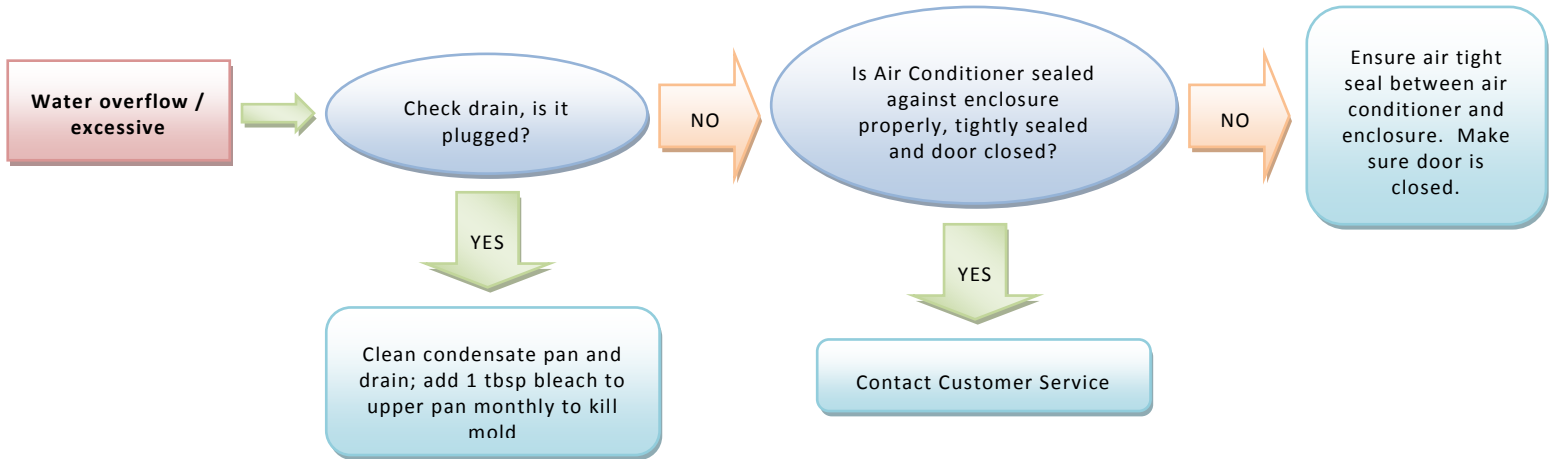 Water overflow /
excessive
Check drain, is it
plugged?
NO
Is Air Conditioner sealed
against enclosure
properly, tightly sealed
and door closed?
NO
Ensure air tight
seal between air
conditioner and
enclosure. Make
sure door is
closed.
YES
Clean condensate pan and
drain; add 1 tbsp bleach to
upper pan monthly to kill
mold
YES
Contact Customer Service